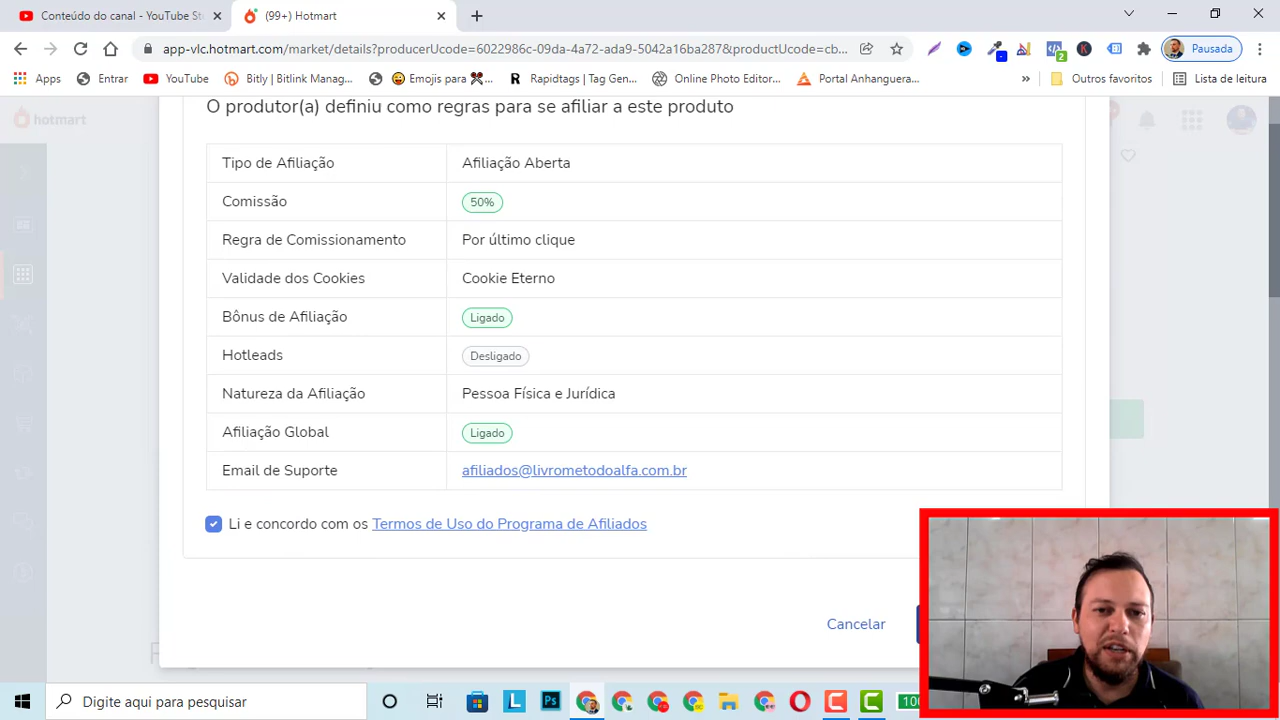 Conteúdo do canal - YouTube St
(99+) Hotmart
app-vlc.hotmart.com/market/details?producerUcode=6022986c-09da-4a72-ada9-5042a16ba287&productUcode=cb...
Pausada
Apps
Entrar
YouTube
Bitly | Link Manag...
Emojis para
Rapidtags | Tag Gen...
Online Photo Editor...
Portal Anhanguera...
»
Outros favoritos
Lista de leitura
hotmart
O produtor(a) definiu como regras para se afiliar a este produto
Tipo de Afiliação Afiliação Aberta
Comissão 50%
Regra de Comissionamento Por último clique
Validade dos Cookies Cookie Eterno
Bônus de Afiliação Ligado
Hotleads Desligado
Natureza da Afiliação Pessoa Física e Jurídica
Afiliação Global Ligado
Email de Suporte afiliados@livrometodoalfa.com.br
Li e concordo com os Termos de Uso do Programa de Afiliados
Cancelar
Digite aqui para pesquisar